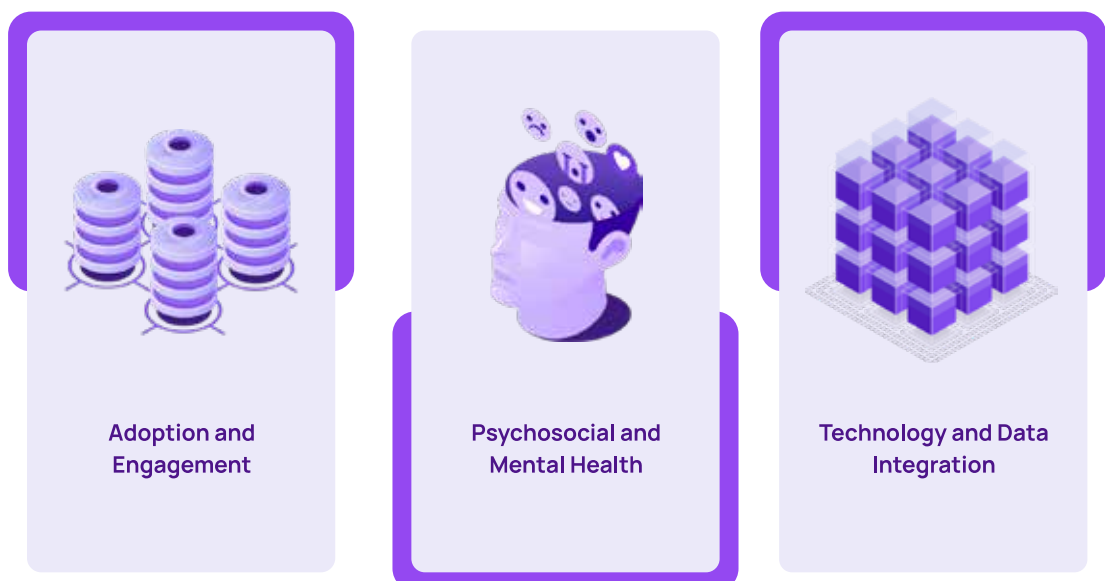 Adoption and
Engagement
Psychosocial and
Mental Health
Technology and Data
Integration